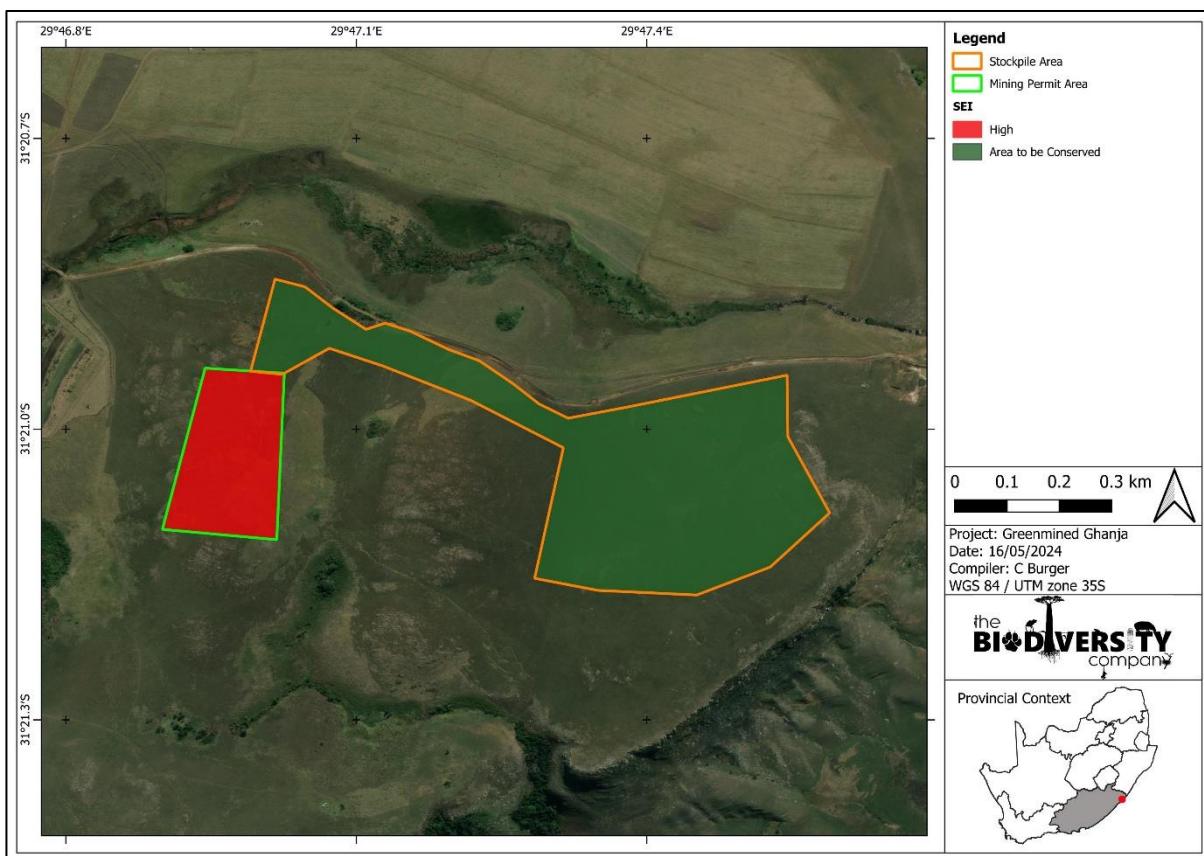 29°46.8'E 29°47.1'E 29°47.4'E
31°20.7'S
31°21.0'S
31°21.3'S
Legend
Stockpile Area
Mining Permit Area
SEI
High
Area to be Conserved
0 0.1 0.2 0.3 km
Project: Greenmined Ghanja
Date: 16/05/2024
Compiler: C Burger
WGS 84 / UTM zone 35S
the
BIODIVERSITY
company
Provincial Context